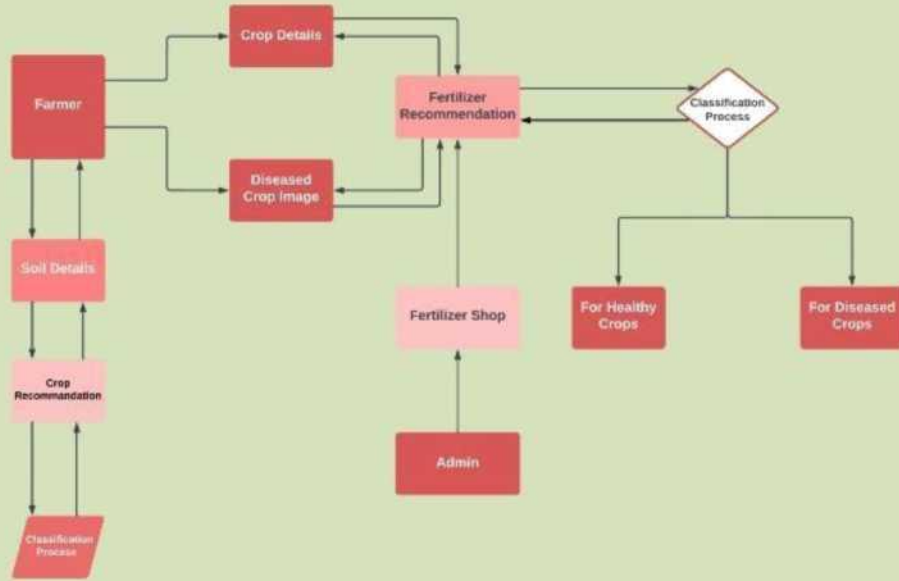 Crop Details
Farmer
Fertilizer
Recommendation
Classification
Process
Diseased
Crop Image
Soil Details
Fertilizer Shop
For Healthy
Crops
For Diseased
Crops
Crop
Recommandation
Admin
Classification
Process